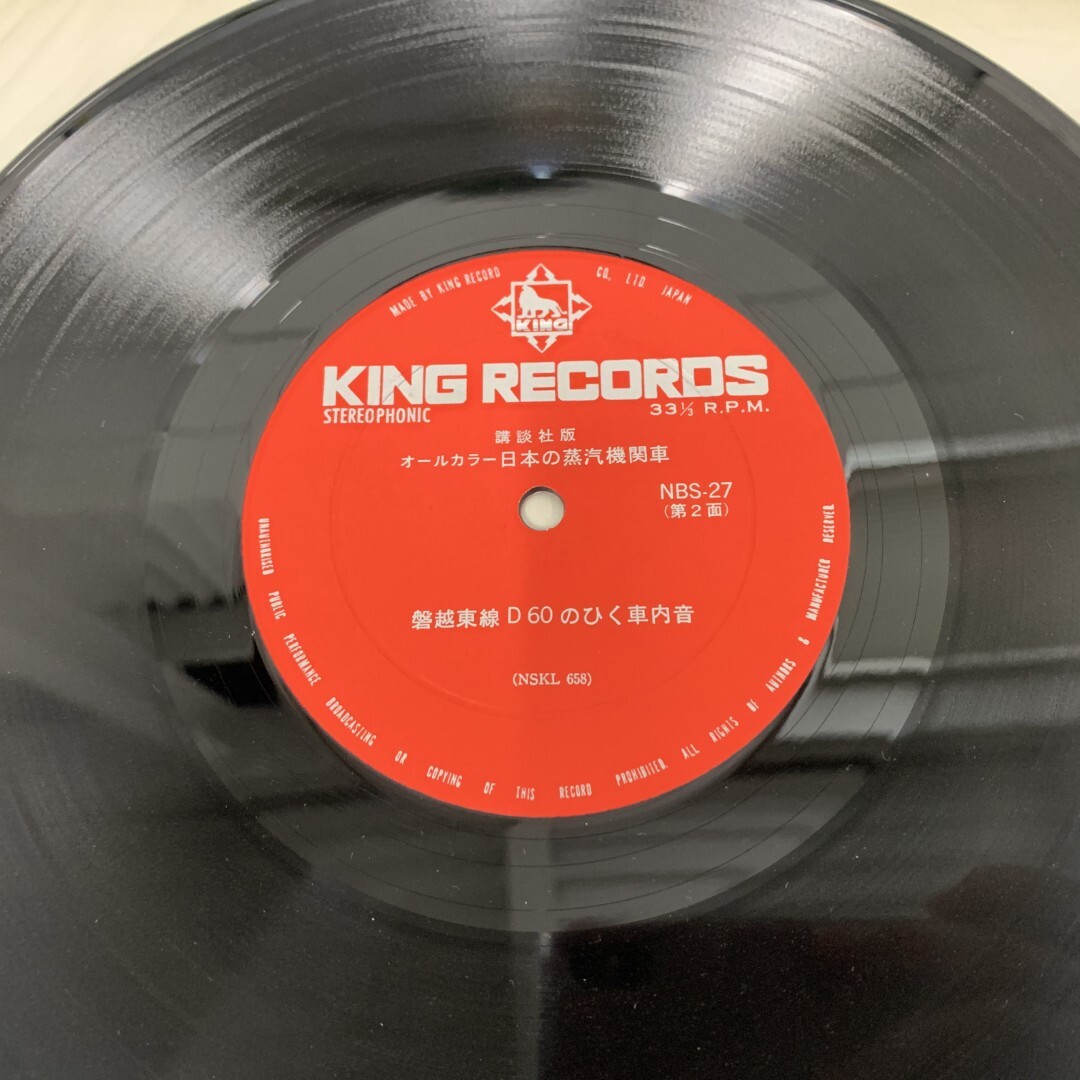 MADE BY KING RECORD CO. LTD. JAPAN
KING
KING RECORDS
STEREOPHONIC
33⅓ R.P.M.
講談社版
オールカラー日本の蒸汽機関車
NBS-27
(第2面)
磐越東線D60のひく車内音
(NSKL 658)
UNAUTHORISED PUBLIC PERFORMANCE BROADCASTING OR COPYING OF THIS RECORD PROHIBITED. ALL RIGHTS OF AUTHORS & MANUFACTURER RESERVED.